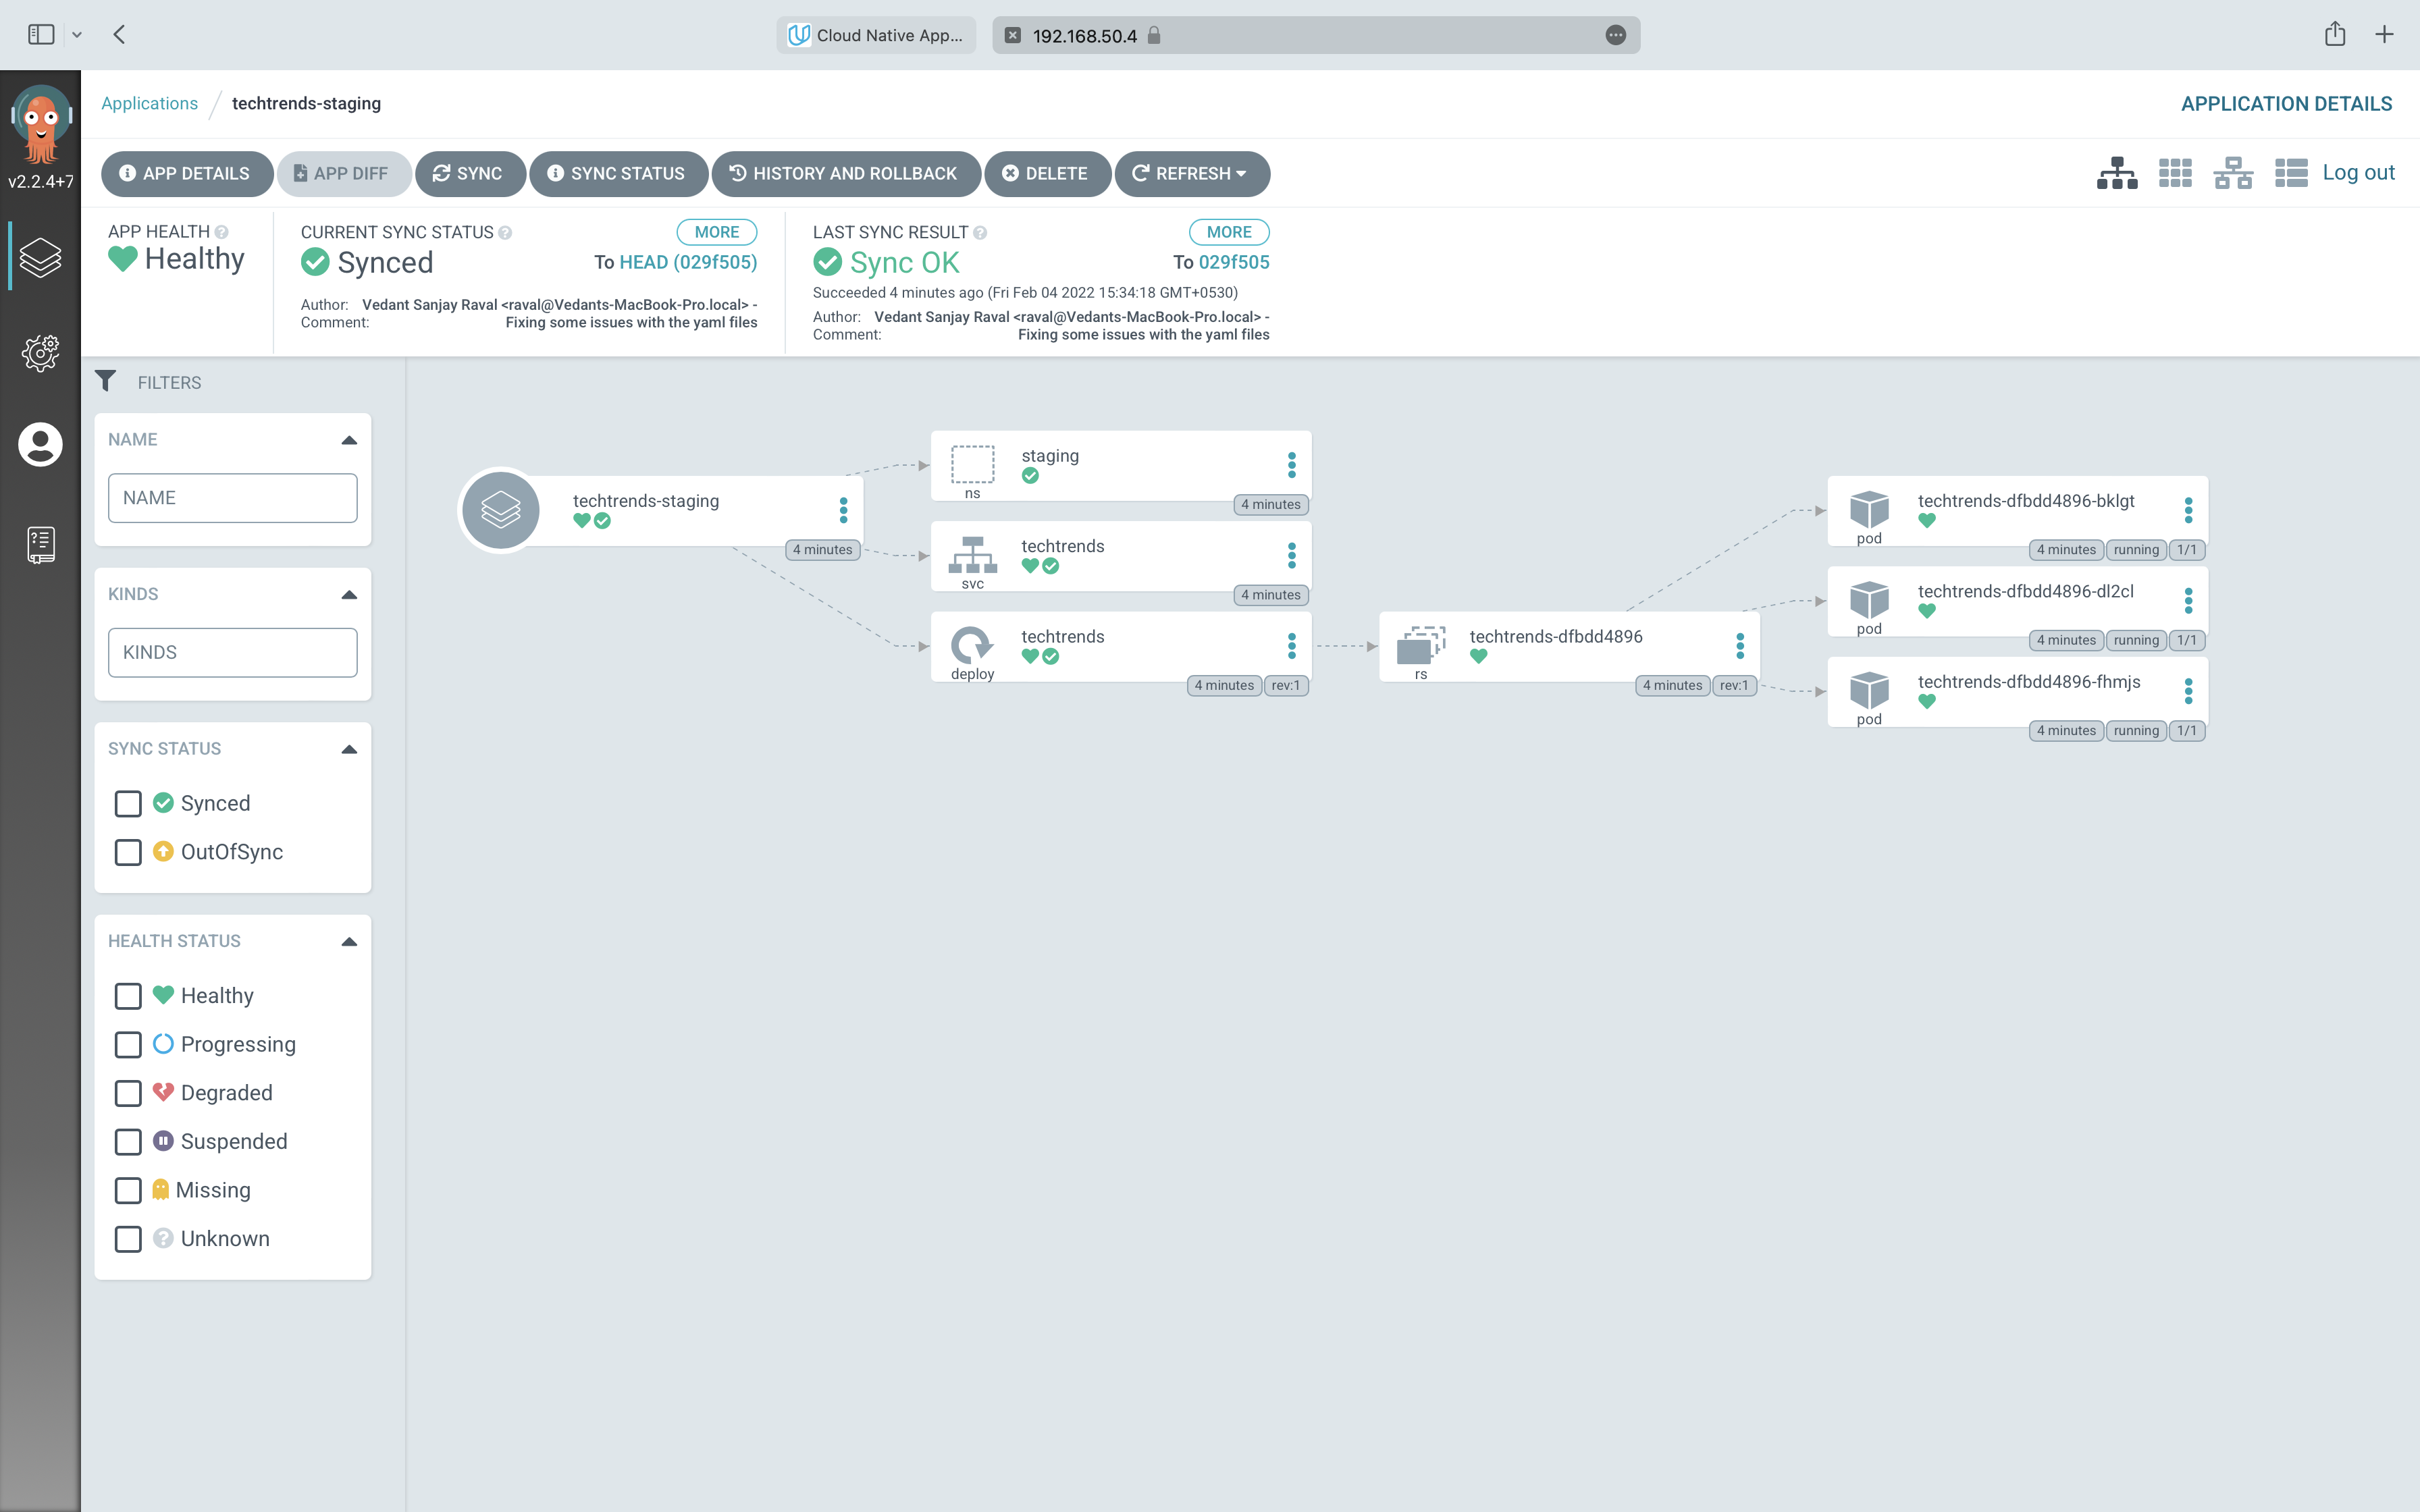 Cloud Native App...
192.168.50.4
v2.2.4+7
Applications / techtrends-staging
APPLICATION DETAILS
APP DETAILS
APP DIFF
SYNC
SYNC STATUS
HISTORY AND ROLLBACK
DELETE
REFRESH
Log out
APP HEALTH
Healthy
CURRENT SYNC STATUS
MORE
Synced
To HEAD (029f505)
Author: Vedant Sanjay Raval <raval@Vedants-MacBook-Pro.local> -
Comment: Fixing some issues with the yaml files
LAST SYNC RESULT
MORE
Sync OK
To 029f505
Succeeded 4 minutes ago (Fri Feb 04 2022 15:34:18 GMT+0530)
Author: Vedant Sanjay Raval <raval@Vedants-MacBook-Pro.local> -
Comment: Fixing some issues with the yaml files
FILTERS
NAME
NAME
KINDS
KINDS
SYNC STATUS
Synced
OutOfSync
HEALTH STATUS
Healthy
Progressing
Degraded
Suspended
Missing
Unknown
techtrends-staging
4 minutes
staging
ns
4 minutes
techtrends
svc
4 minutes
techtrends
deploy
4 minutes rev:1
techtrends-dfbdd4896
rs
4 minutes rev:1
techtrends-dfbdd4896-bklgt
pod
4 minutes running 1/1
techtrends-dfbdd4896-dl2cl
pod
4 minutes running 1/1
techtrends-dfbdd4896-fhmjs
pod
4 minutes running 1/1